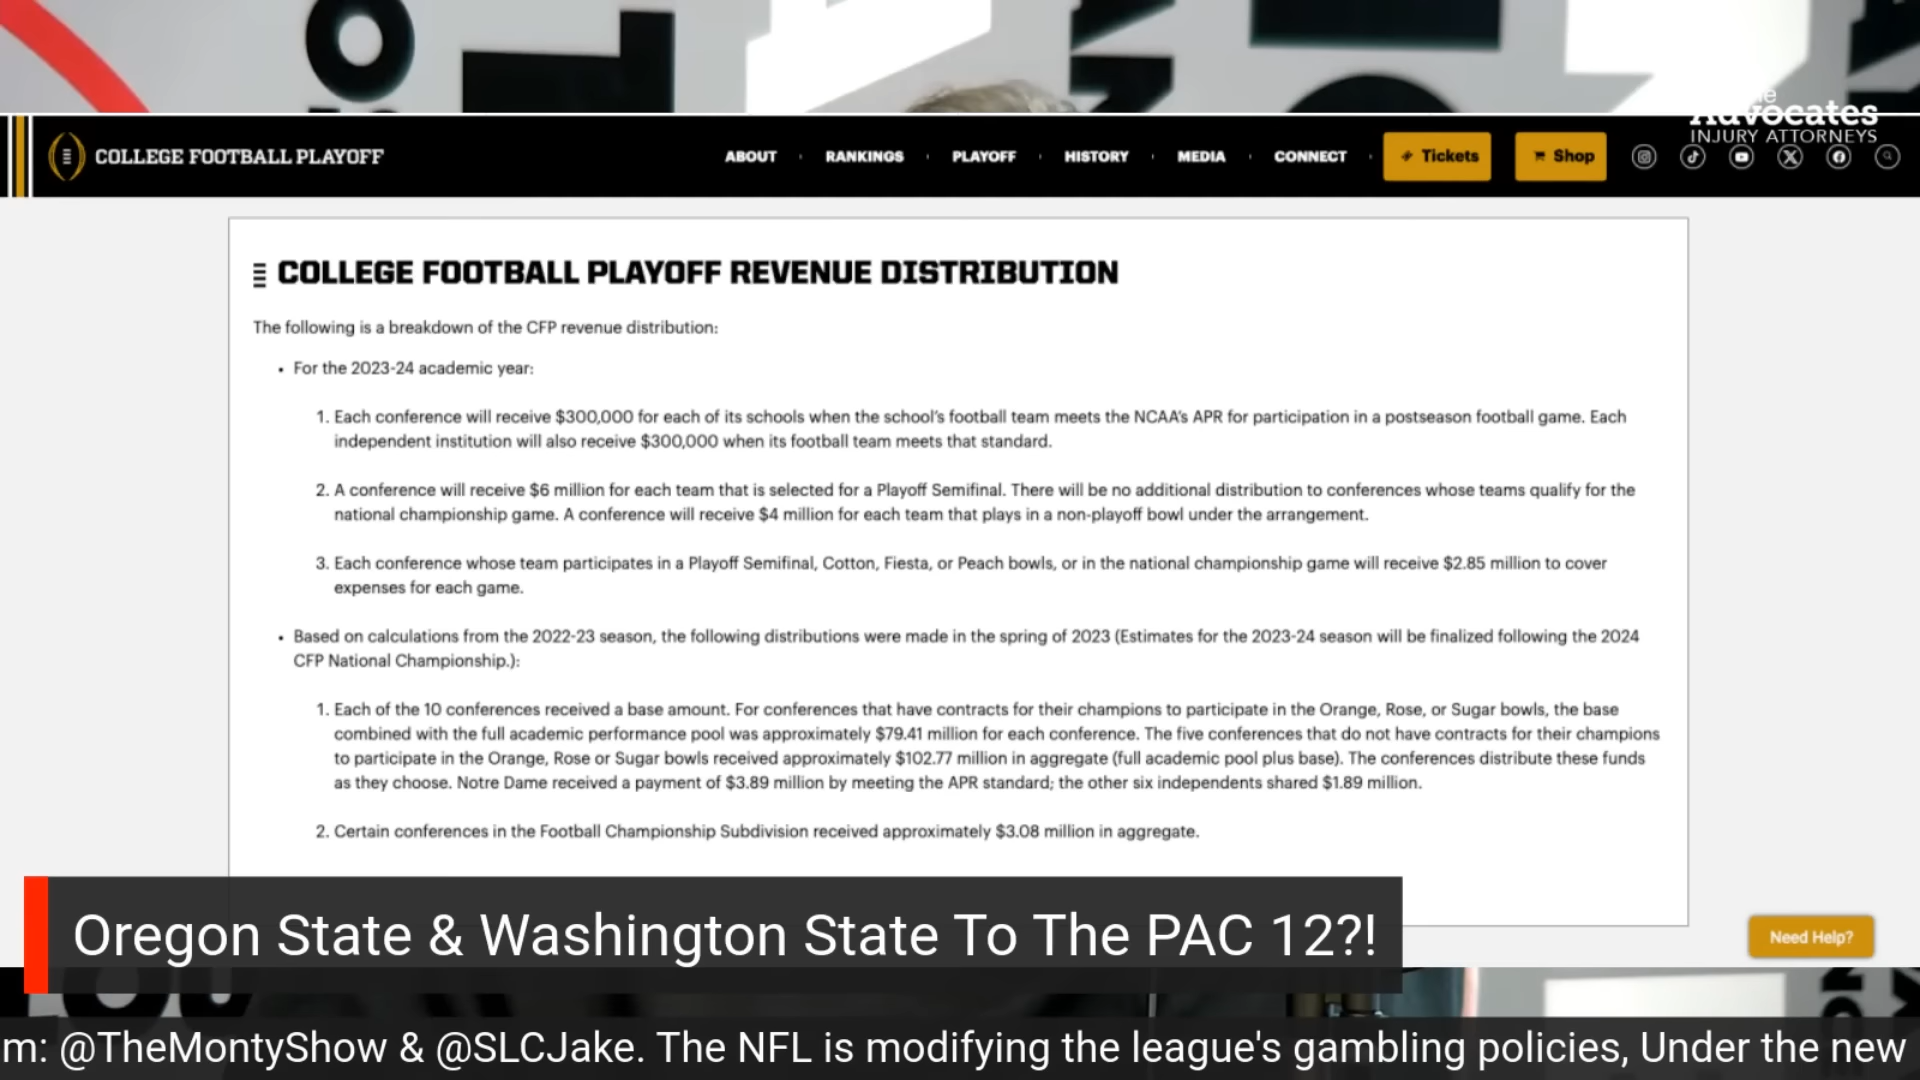 The
Advocates
INJURY ATTORNEYS
COLLEGE FOOTBALL PLAYOFF
ABOUT
RANKINGS
PLAYOFF
HISTORY
MEDIA
CONNECT
Tickets
Shop
COLLEGE FOOTBALL PLAYOFF REVENUE DISTRIBUTION
The following is a breakdown of the CFP revenue distribution:
• For the 2023-24 academic year:
1. Each conference will receive $300,000 for each of its schools when the school's football team meets the NCAA's APR for participation in a postseason football game. Each
independent institution will also receive $300,000 when its football team meets that standard.
2. A conference will receive $6 million for each team that is selected for a Playoff Semifinal. There will be no additional distribution to conferences whose teams qualify for the
national championship game. A conference will receive $4 million for each team that plays in a non-playoff bowl under the arrangement.
3. Each conference whose team participates in a Playoff Semifinal, Cotton, Fiesta, or Peach bowls, or in the national championship game will receive $2.85 million to cover
expenses for each game.
• Based on calculations from the 2022-23 season, the following distributions were made in the spring of 2023 (Estimates for the 2023-24 season will be finalized following the 2024
CFP National Championship.):
1. Each of the 10 conferences received a base amount. For conferences that have contracts for their champions to participate in the Orange, Rose, or Sugar bowls, the base
combined with the full academic performance pool was approximately $79.41 million for each conference. The five conferences that do not have contracts for their champions
to participate in the Orange, Rose or Sugar bowls received approximately $102.77 million in aggregate (full academic pool plus base). The conferences distribute these funds
as they choose. Notre Dame received a payment of $3.89 million by meeting the APR standard; the other six independents shared $1.89 million.
2. Certain conferences in the Football Championship Subdivision received approximately $3.08 million in aggregate.
Oregon State & Washington State To The PAC 12?!
Need Help?
m: @TheMontyShow & @SLCJake. The NFL is modifying the league's gambling policies, Under the new